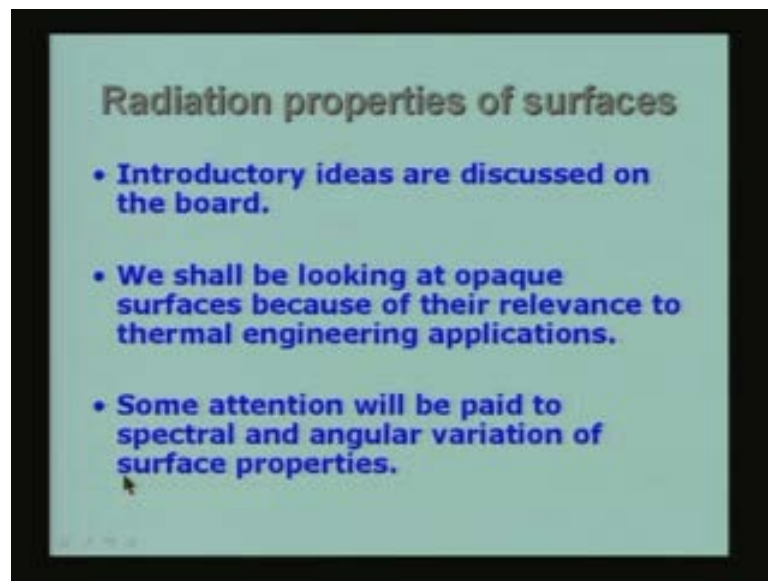 Radiation properties of surfaces
• Introductory ideas are discussed on
the board.
• We shall be looking at opaque
surfaces because of their relevance to
thermal engineering applications.
• Some attention will be paid to
spectral and angular variation of
surface properties.